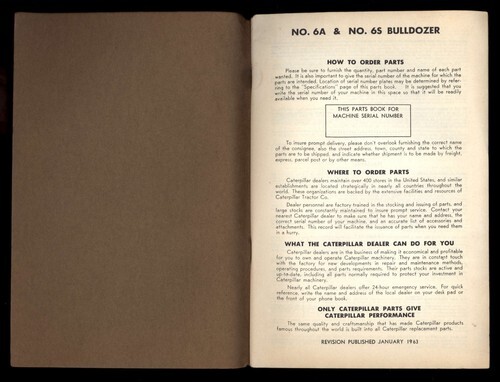 NO. 6A & NO. 6S BULLDOZER
HOW TO ORDER PARTS
Please be sure to furnish the quantity, part number and name of each part
wanted. It is also important to give the serial number of the machine for which the
parts are intended. Location of serial number plates may be determined by refer-
ring to the "Specifications" page of this parts book. It is suggested that you
write the serial number of your machine in this space so that it will be readily
available when you need it.
THIS PARTS BOOK FOR
MACHINE SERIAL NUMBER
To insure prompt delivery, please don't overlook furnishing the correct name
of the consignee, also the street address, town, county and state to which the
parts are to be shipped, and indicate whether shipment is to be made by freight,
express, parcel post or by other means.
WHERE TO ORDER PARTS
Caterpillar dealers maintain over 400 stores in the United States, and similar
establishments are located strategically in nearly all countries throughout the
world. These organizations are backed by the extensive facilities and resources of
Caterpillar Tractor Co.
Dealer personnel are factory trained in the stocking and issuing of parts, and
large stocks are constantly maintained to insure prompt service. Contact your
nearest Caterpillar dealer to make sure that he has your name and address, the
correct serial number of your machine, and an accurate list of accessories and
attachments. This record will facilitate the issuance of parts when you need them
in a hurry.
WHAT THE CATERPILLAR DEALER CAN DO FOR YOU
Caterpillar dealers are in the business of making it economical and profitable
for you to own and operate Caterpillar machinery. They are in constant touch
with the factory for new developments in repair and maintenance methods,
operating procedures, and parts requirements. Their parts stocks are active and
up-to-date, including all parts normally required to protect your investment in
Caterpillar machinery.
Nearly all Caterpillar dealers offer 24-hour emergency service. For quick
reference, write the name and address of the local dealer on your desk pad or
the front of your phone book.
ONLY CATERPILLAR PARTS GIVE
CATERPILLAR PERFORMANCE
The same quality and craftsmanship that has made Caterpillar products
famous throughout the world is built into all Caterpillar replacement parts.
REVISION PUBLISHED JANUARY 1963